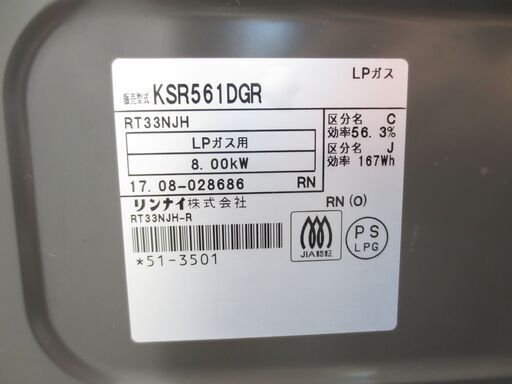 LPガス
販売型式 KSR561DGR
RT33NJH
LPガス用
8.00kW
17.08-028686 RN
区分名 C
効率56.3%
区分名 J
効率 167Wh
リンナイ株式会社 RN(O)
RT33NJH-R
*51-3501
JIA認証
PS
LPG